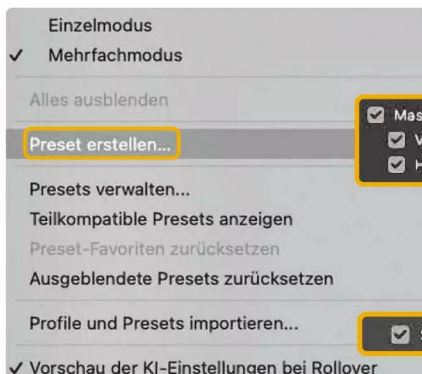 Einzelmodus
✓ Mehrfachmodus
Alles ausblenden
Preset erstellen...
Presets verwalten...
Teilkompatible Presets anzeigen
Preset-Favoriten zurücksetzen
Ausgeblendete Presets zurücksetzen
Profile und Presets importieren...
✓ Vorschau der KI-Einstellungen bei Rollover
Mas